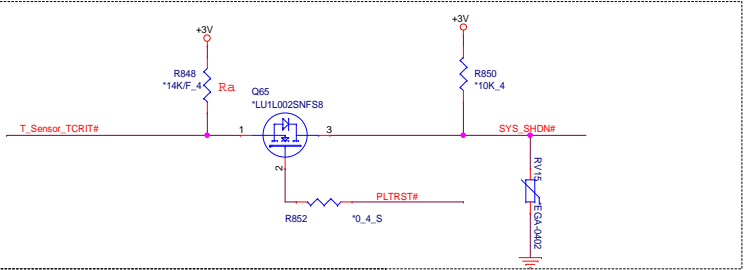 +3V
+3V
R848
*14K/F_4
Ra
Q65
*LU1L002SNFS8
R850
*10K_4
T_Sensor_TCRIT#
1
3
SYS_SHDN#
2
RV15
*EGA-0402
PLTRST#
R852
*0_4_S